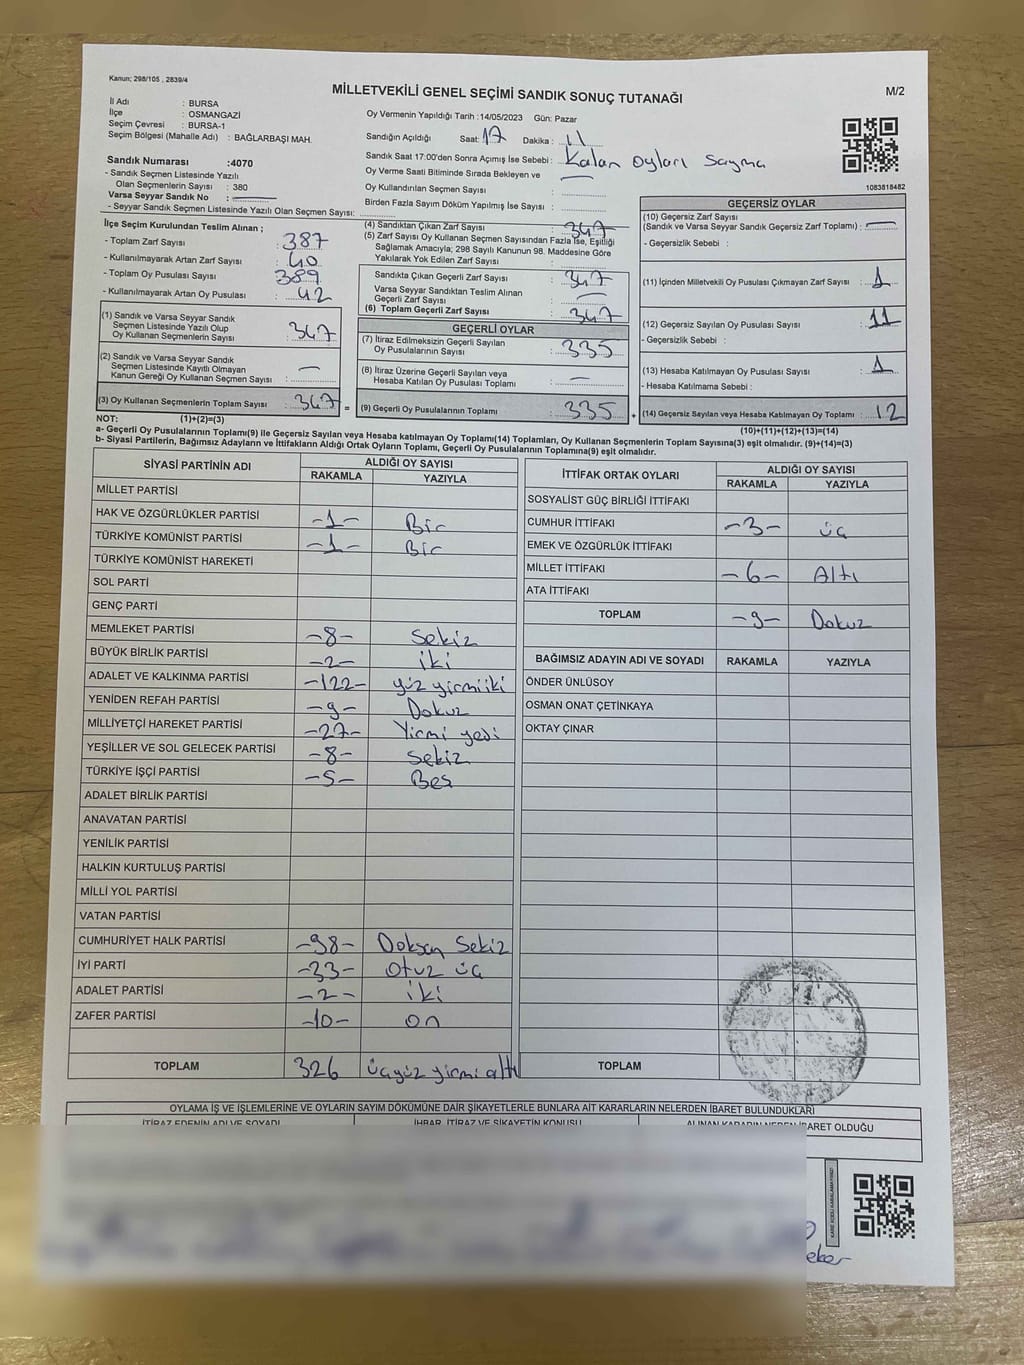 Kanun; 298/105 , 2839/4
MİLLETVEKİLİ GENEL SEÇİMİ SANDIK SONUÇ TUTANAĞI
M/2
İl Adı : BURSA
İlçe : OSMANGAZİ
Seçim Çevresi : BURSA-1
Seçim Bölgesi (Mahalle Adı) : BAĞLARBAŞI MAH.
Oy Vermenin Yapıldığı Tarih :14/05/2023 Gün: Pazar
Sandığın Açıldığı Saat: 17 Dakika : 11
Sandık Saat 17:00'den Sonra Açımış İse Sebebi : Kalan oyları sayma
Oy Verme Saati Bitiminde Sırada Bekleyen ve
Oy Kullandırılan Seçmen Sayısı : —
Birden Fazla Sayım Döküm Yapılmış İse Sayısı :
Sandık Numarası :4070
- Sandık Seçmen Listesinde Yazılı
Olan Seçmenlerin Sayısı : 380
Varsa Seyyar Sandık No :
- Seyyar Sandık Seçmen Listesinde Yazılı Olan Seçmen Sayısı:
1083818482
İlçe Seçim Kurulundan Teslim Alınan ;
- Toplam Zarf Sayısı : 387
- Kullanılmayarak Artan Zarf Sayısı : 40
- Toplam Oy Pusulası Sayısı : 389
- Kullanılmayarak Artan Oy Pusulası : 42
(1) Sandık ve Varsa Seyyar Sandık
Seçmen Listesinde Yazılı Olup
Oy Kullanan Seçmenlerin Sayısı : 347
(2) Sandık ve Varsa Seyyar Sandık
Seçmen Listesinde Kayıtlı Olmayan
Kanun Gereği Oy Kullanan Seçmen Sayısı : —
(3) Oy Kullanan Seçmenlerin Toplam Sayısı : 347 =
(4) Sandıktan Çıkan Zarf Sayısı : 347
(5) Zarf Sayısı Oy Kullanan Seçmen Sayısından Fazla İse, Eşitliği
Sağlamak Amacıyla; 298 Sayılı Kanunun 98. Maddesine Göre
Yakılarak Yok Edilen Zarf Sayısı :
Sandıkta Çıkan Geçerli Zarf Sayısı : 347
Varsa Seyyar Sandıktan Teslim Alınan
Geçerli Zarf Sayısı : —
(6) Toplam Geçerli Zarf Sayısı : 347
GEÇERLİ OYLAR
(7) İtiraz Edilmeksizin Geçerli Sayılan
Oy Pusulalarının Sayısı : 335
(8) İtiraz Üzerine Geçerli Sayılan veya
Hesaba Katılan Oy Pusulası Toplamı : —
(9) Geçerli Oy Pusulalarının Toplamı : 335 +
GEÇERSİZ OYLAR
(10) Geçersiz Zarf Sayısı
(Sandık ve Varsa Seyyar Sandık Geçersiz Zarf Toplamı) : —
- Geçersizlik Sebebi :
(11) İçinden Milletvekili Oy Pusulası Çıkmayan Zarf Sayısı : 1
(12) Geçersiz Sayılan Oy Pusulası Sayısı : 11
- Geçersizlik Sebebi :
(13) Hesaba Katılmayan Oy Pusulası Sayısı : 1
- Hesaba Katılmama Sebebi :
(14) Geçersiz Sayılan veya Hesaba Katılmayan Oy Toplamı : 12
NOT: (1)+(2)=(3) (10)+(11)+(12)+(13)=(14)
a- Geçerli Oy Pusulalarının Toplamı(9) ile Geçersiz Sayılan veya Hesaba katılmayan Oy Toplamı(14) Toplamları, Oy Kullanan Seçmenlerin Toplam Sayısına(3) eşit olmalıdır. (9)+(14)=(3)
b- Siyasi Partilerin, Bağımsız Adayların ve İttifakların Aldığı Ortak Oyların Toplamı, Geçerli Oy Pusulalarının Toplamına(9) eşit olmalıdır.
SİYASİ PARTİNİN ADI ALDIĞI OY SAYISI
RAKAMLA YAZIYLA
MİLLET PARTİSİ
HAK VE ÖZGÜRLÜKLER PARTİSİ -1- Bir
TÜRKİYE KOMÜNİST PARTİSİ -1- Bir
TÜRKİYE KOMÜNİST HAREKETİ
SOL PARTİ
GENÇ PARTİ
MEMLEKET PARTİSİ -8- Sekiz
BÜYÜK BİRLİK PARTİSİ -2- iki
ADALET VE KALKINMA PARTİSİ -122- yüz yirmi iki
YENİDEN REFAH PARTİSİ -9- Dokuz
MİLLİYETÇİ HAREKET PARTİSİ -27- Yirmi yedi
YEŞİLLER VE SOL GELECEK PARTİSİ -8- Sekiz
TÜRKİYE İŞÇİ PARTİSİ -5- Beş
ADALET BİRLİK PARTİSİ
ANAVATAN PARTİSİ
YENİLİK PARTİSİ
HALKIN KURTULUŞ PARTİSİ
MİLLİ YOL PARTİSİ
VATAN PARTİSİ
CUMHURİYET HALK PARTİSİ -98- Doksan Sekiz
İYİ PARTİ -33- Otuz üç
ADALET PARTİSİ -2- iki
ZAFER PARTİSİ -10- on
TOPLAM 326 üçyüz yirmi altı
İTTİFAK ORTAK OYLARI ALDIĞI OY SAYISI
RAKAMLA YAZIYLA
SOSYALİST GÜÇ BİRLİĞİ İTTİFAKI
CUMHUR İTTİFAKI -3- üç
EMEK VE ÖZGÜRLÜK İTTİFAKI
MİLLET İTTİFAKI -6- Altı
ATA İTTİFAKI
TOPLAM -9- Dokuz
BAĞIMSIZ ADAYIN ADI VE SOYADI RAKAMLA YAZIYLA
ÖNDER ÜNLÜSOY
OSMAN ONAT ÇETİNKAYA
OKTAY ÇINAR
TOPLAM
OYLAMA İŞ VE İŞLEMLERİNE VE OYLARIN SAYIM DÖKÜMÜNE DAİR ŞİKAYETLERLE BUNLARA AİT KARARLARIN NELERDEN İBARET BULUNDUKLARI
İTİRAZ EDENİN ADI VE SOYADI İHBAR, İTİRAZ VE ŞİKAYETİN KONUSU ALINAN KARARIN NEDEN İBARET OLDUĞU